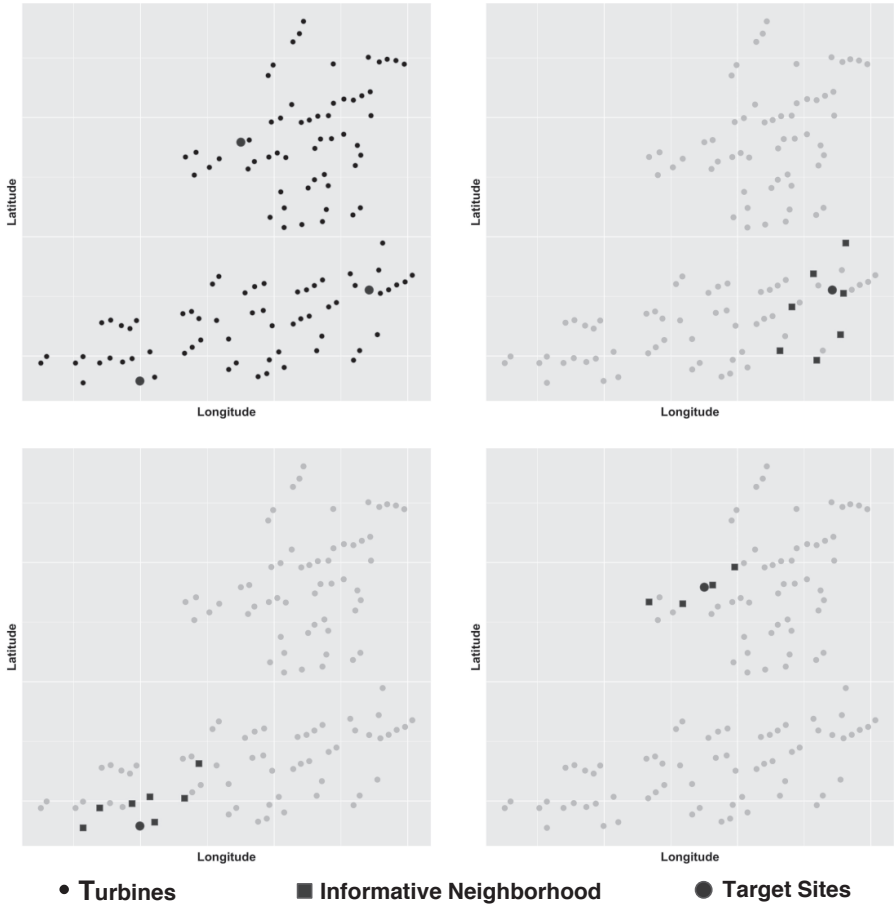 Latitude
Longitude
Latitude
Longitude
Latitude
Longitude
Latitude
Longitude
Turbines
Informative Neighborhood
Target Sites